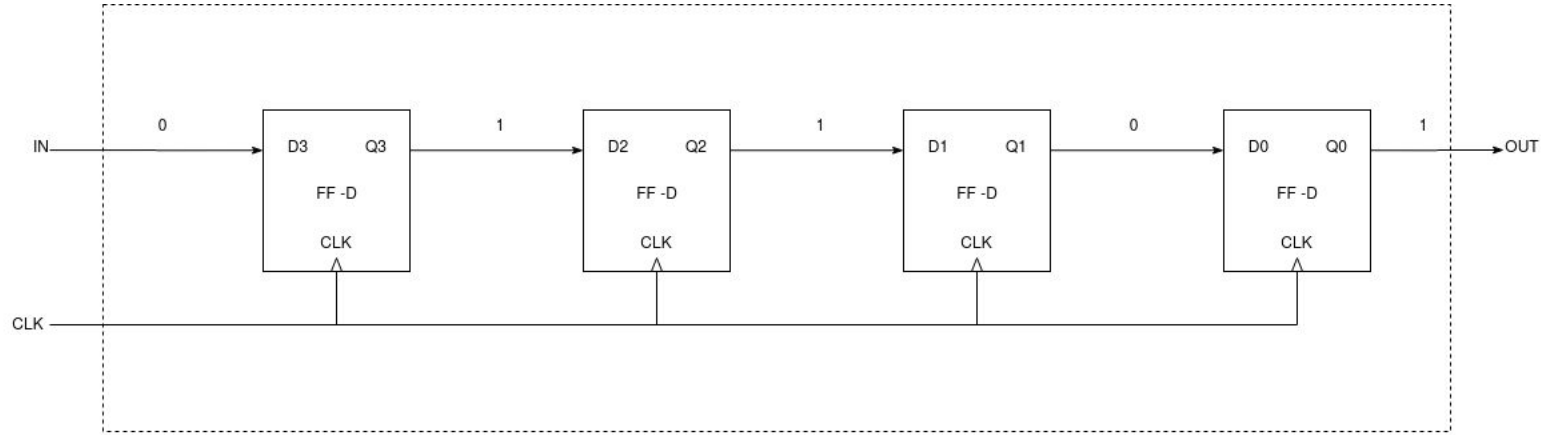 0 1 1 0 1
IN D3 Q3 D2 Q2 D1 Q1 D0 Q0 OUT
FF -D FF -D FF -D FF -D
CLK CLK CLK CLK
CLK